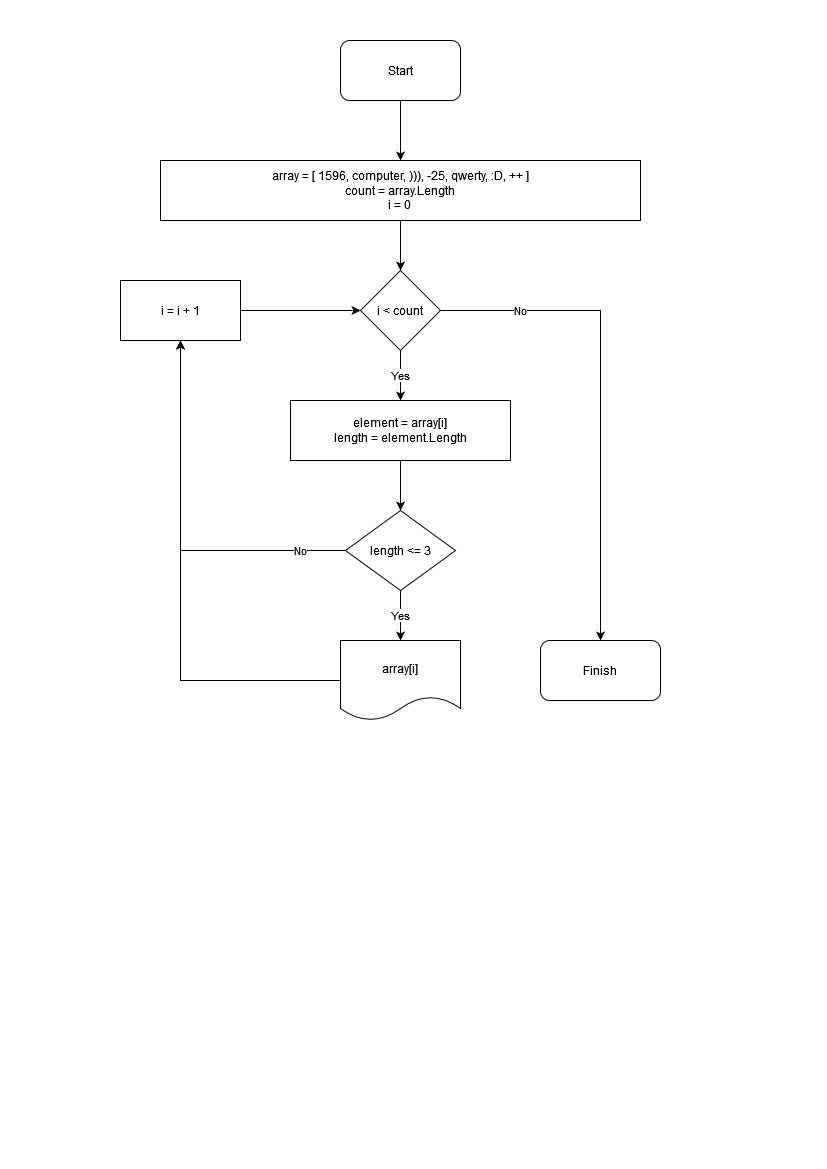 Start
array = [ 1596, computer, ))), -25, qwerty, :D, ++ ]
count = array.Length
i = 0
i = i + 1
i < count
No
Yes
element = array[i]
length = element.Length
No
length <= 3
Yes
array[i]
Finish